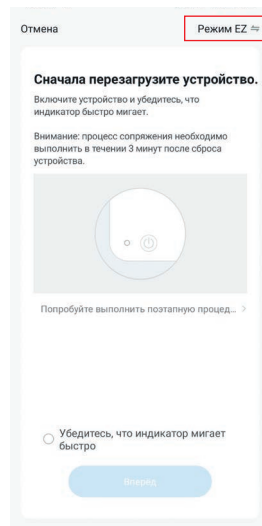 Отмена
Режим EZ ⇋
Сначала перезагрузите устройство.
Включите устройство и убедитесь, что
индикатор быстро мигает.
Внимание: процесс сопряжения необходимо
выполнить в течении 3 минут после сброса
устройства.
Попробуйте выполнить поэтапную процед... >
Убедитесь, что индикатор мигает
быстро
Вперёд